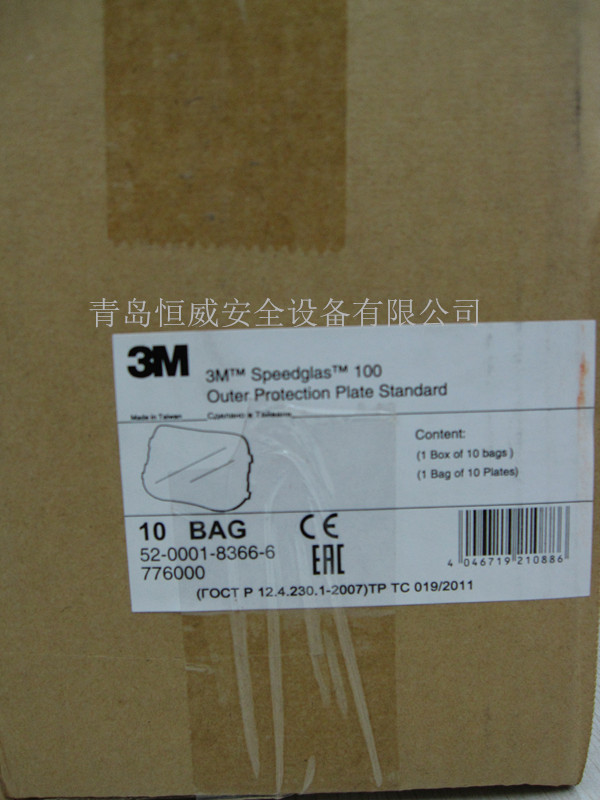 青岛恒威安全设备有限公司
3M
3M™ Speedglas™ 100
Outer Protection Plate Standard
Made in Taiwan Сделано в Тайване
Content:
(1 Box of 10 bags )
(1 Bag of 10 Plates)
10 BAG CE
52-0001-8366-6
776000
EAC
4 046719 210886
(ГОСТ Р 12.4.230.1-2007)ТР ТС 019/2011